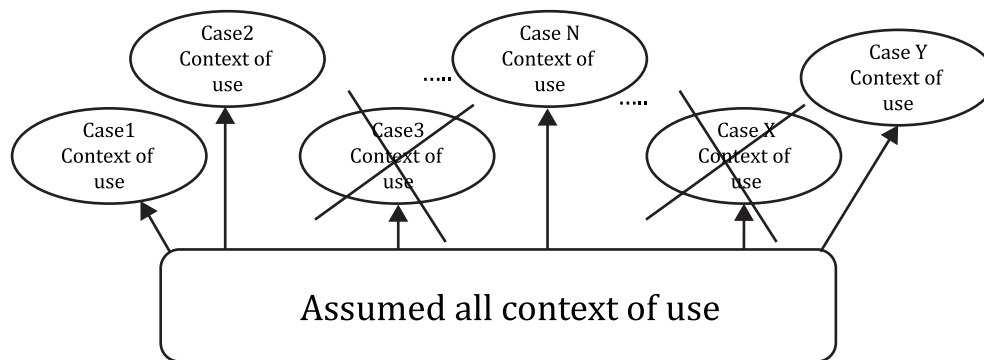 Case2
Context of
use
Case N
Context of
use
Case Y
Context of
use
.....
.....
Case1
Context of
use
Case3
Context of
use
Case X
Context of
use
Assumed all context of use